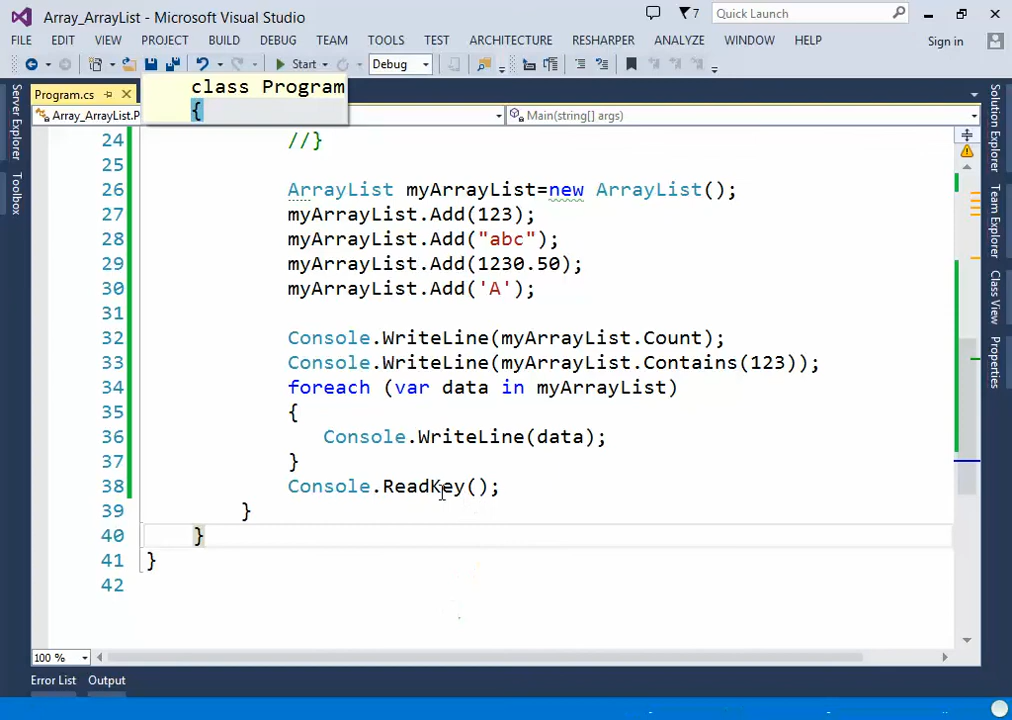 Array_ArrayList - Microsoft Visual Studio
7
Quick Launch
FILE EDIT VIEW PROJECT BUILD DEBUG TEAM TOOLS TEST ARCHITECTURE RESHARPER ANALYZE WINDOW HELP
Sign in
Start
Debug
class Program
{
Program.cs
Array_ArrayList.P
Main(string[] args)
Server Explorer
Toolbox
Solution Explorer
Team Explorer
Class View
Properties
24 //}
25
26 ArrayList myArrayList=new ArrayList();
27 myArrayList.Add(123);
28 myArrayList.Add("abc");
29 myArrayList.Add(1230.50);
30 myArrayList.Add('A');
31
32 Console.WriteLine(myArrayList.Count);
33 Console.WriteLine(myArrayList.Contains(123));
34 foreach (var data in myArrayList)
35 {
36 Console.WriteLine(data);
37 }
38 Console.ReadKey();
39 }
40 }
41 }
42
100 %
Error List Output